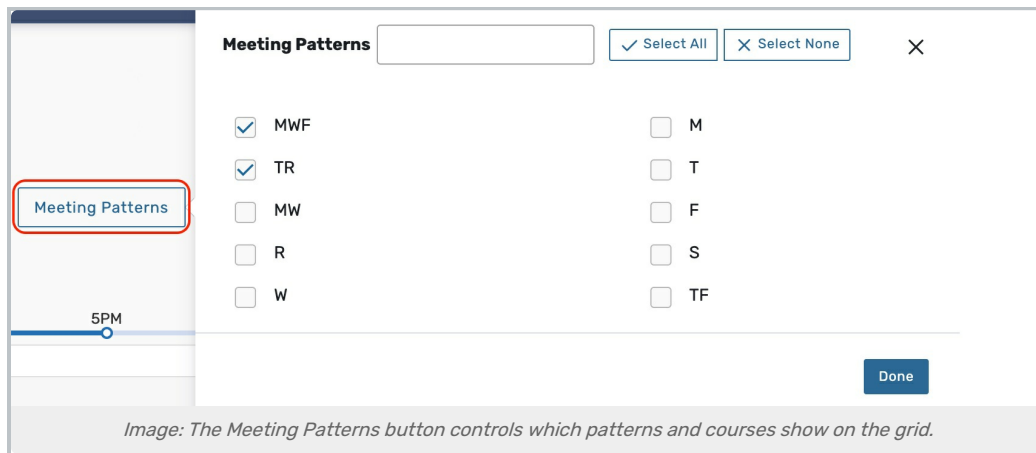 Meeting Patterns
Select All
Select None
MWF
M
TR
T
Meeting Patterns
MW
F
R
S
W
TF
5PM
Done
Image: The Meeting Patterns button controls which patterns and courses show on the grid.